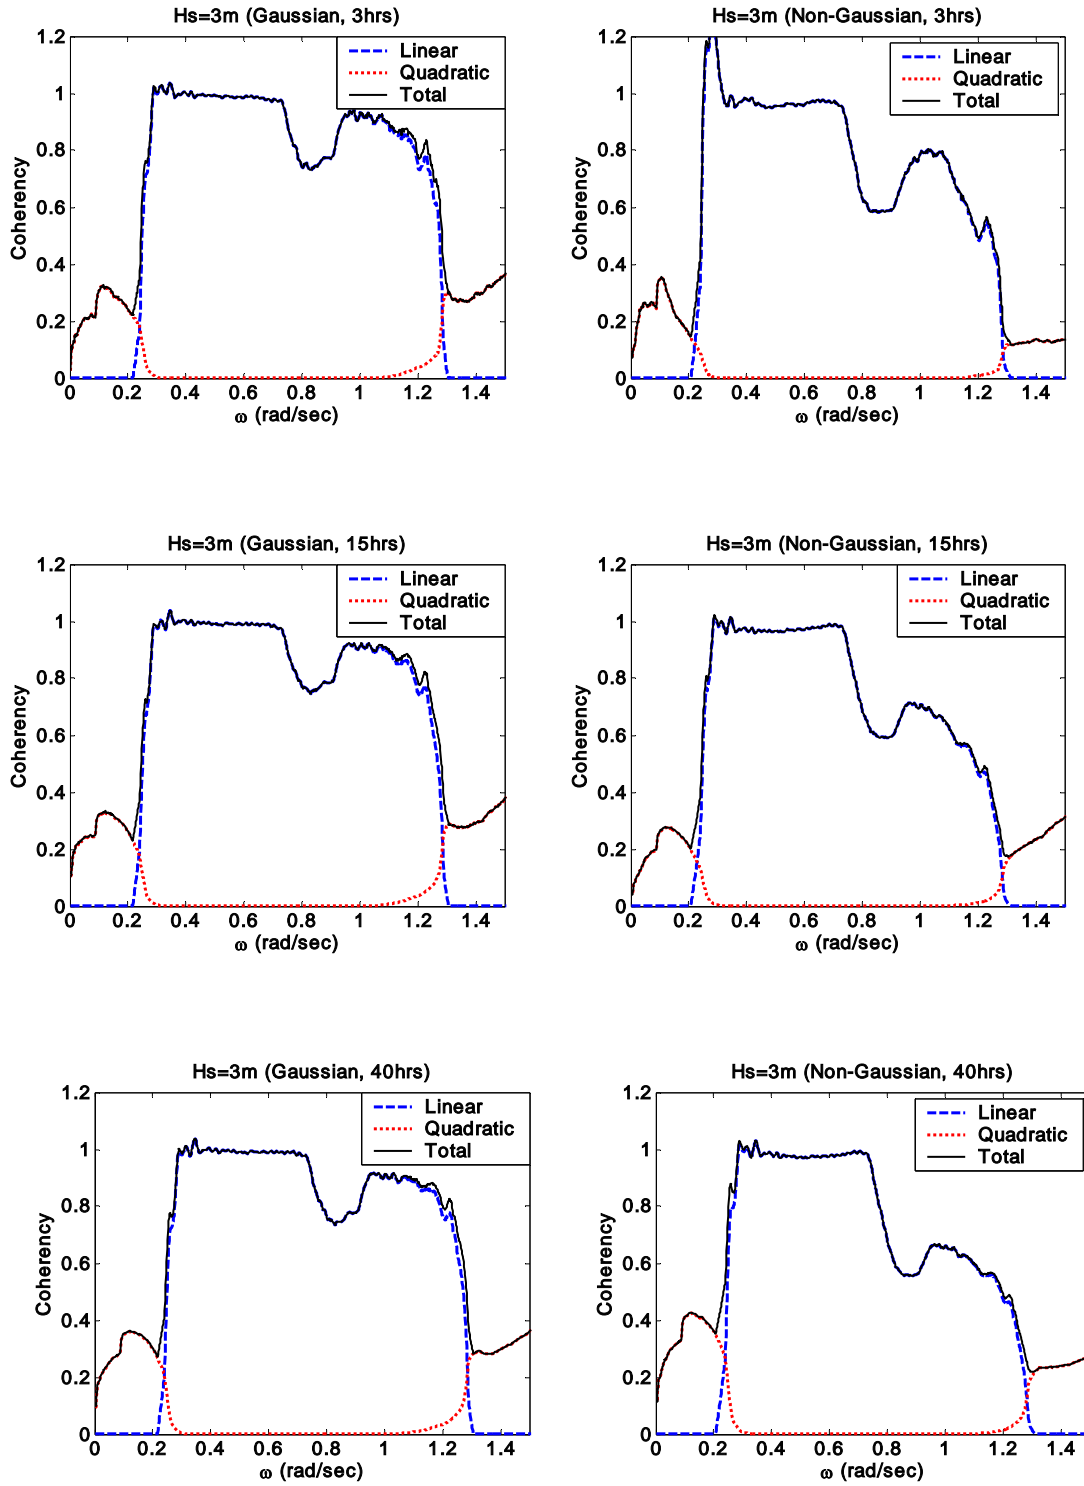 Hs=3m (Gaussian, 3hrs)
1.2
1
0.8
0.6
0.4
0.2
0
Coherency
Linear
Quadratic
Total
0 0.2 0.4 0.6 0.8 1 1.2 1.4
ω (rad/sec)
Hs=3m (Non-Gaussian, 3hrs)
1.2
1
0.8
0.6
0.4
0.2
0
Coherency
Linear
Quadratic
Total
0 0.2 0.4 0.6 0.8 1 1.2 1.4
ω (rad/sec)
Hs=3m (Gaussian, 15hrs)
1.2
1
0.8
0.6
0.4
0.2
0
Coherency
Linear
Quadratic
Total
0 0.2 0.4 0.6 0.8 1 1.2 1.4
ω (rad/sec)
Hs=3m (Non-Gaussian, 15hrs)
1.2
1
0.8
0.6
0.4
0.2
0
Coherency
Linear
Quadratic
Total
0 0.2 0.4 0.6 0.8 1 1.2 1.4
ω (rad/sec)
Hs=3m (Gaussian, 40hrs)
1.2
1
0.8
0.6
0.4
0.2
0
Coherency
Linear
Quadratic
Total
0 0.2 0.4 0.6 0.8 1 1.2 1.4
ω (rad/sec)
Hs=3m (Non-Gaussian, 40hrs)
1.2
1
0.8
0.6
0.4
0.2
0
Coherency
Linear
Quadratic
Total
0 0.2 0.4 0.6 0.8 1 1.2 1.4
ω (rad/sec)